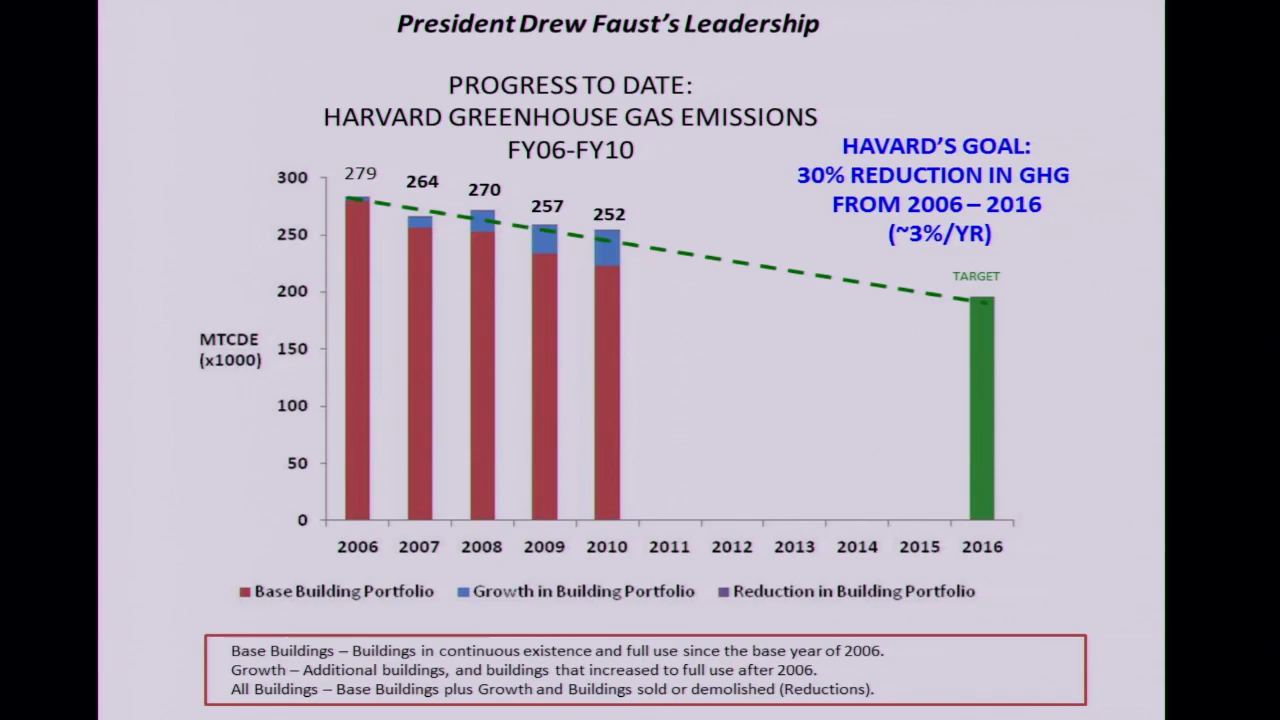 President Drew Faust's Leadership
PROGRESS TO DATE:
HARVARD GREENHOUSE GAS EMISSIONS
FY06-FY10
HAVARD'S GOAL:
30% REDUCTION IN GHG
FROM 2006 – 2016
(~3%/YR)
279
264
270
257
252
TARGET
300
250
200
150
100
50
0
MTCDE
(x1000)
2006 2007 2008 2009 2010 2011 2012 2013 2014 2015 2016
Base Building Portfolio Growth in Building Portfolio Reduction in Building Portfolio
Base Buildings – Buildings in continuous existence and full use since the base year of 2006.
Growth – Additional buildings, and buildings that increased to full use after 2006.
All Buildings – Base Buildings plus Growth and Buildings sold or demolished (Reductions).